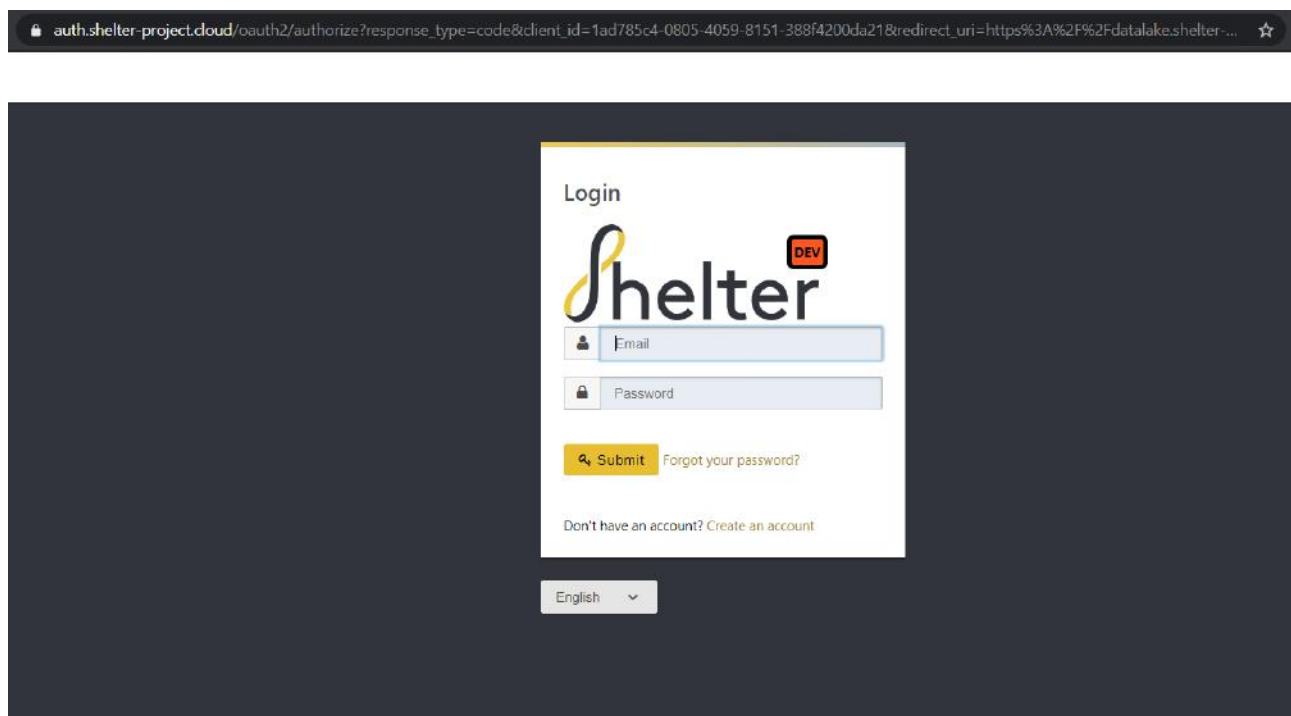 auth.shelter-project.cloud/oauth2/authorize?response_type=code&client_id=1ad785c4-0805-4059-8151-388f4200da21&redirect_uri=https%3A%2F%2Fdatalake.shelter-...
Login
Shelter
DEV
Email
Password
Submit Forgot your password?
Don't have an account? Create an account
English